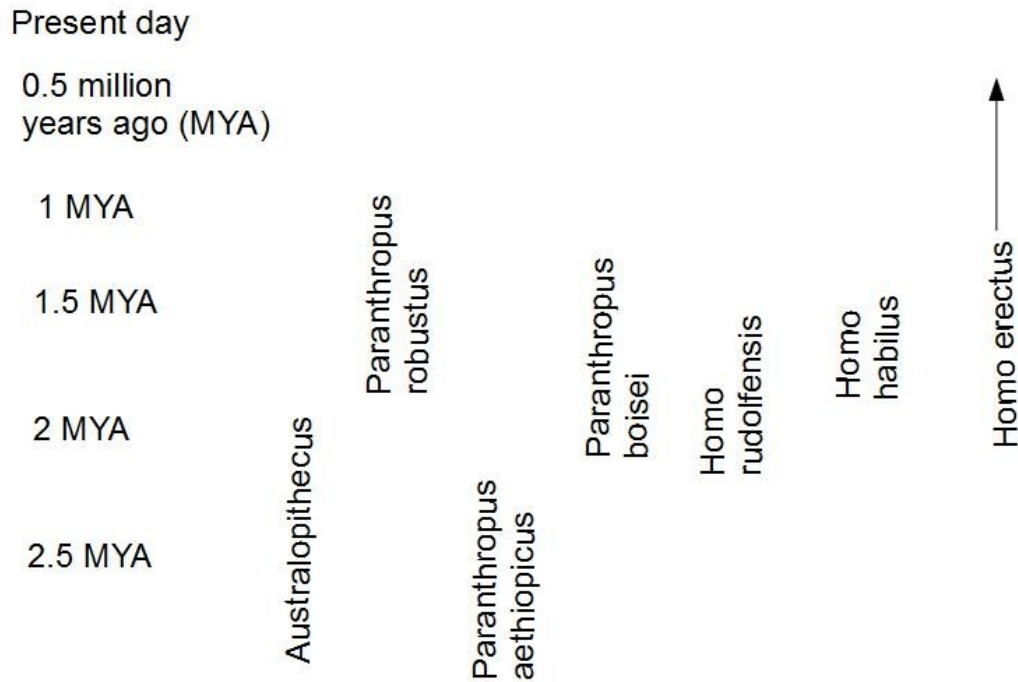 Present day
0.5 million
years ago (MYA)
1 MYA
1.5 MYA
2 MYA
2.5 MYA
Australopithecus
Paranthropus
robustus
Paranthropus
aethiopicus
Paranthropus
boisei
Homo
rudolfensis
Homo
habilus
Homo erectus